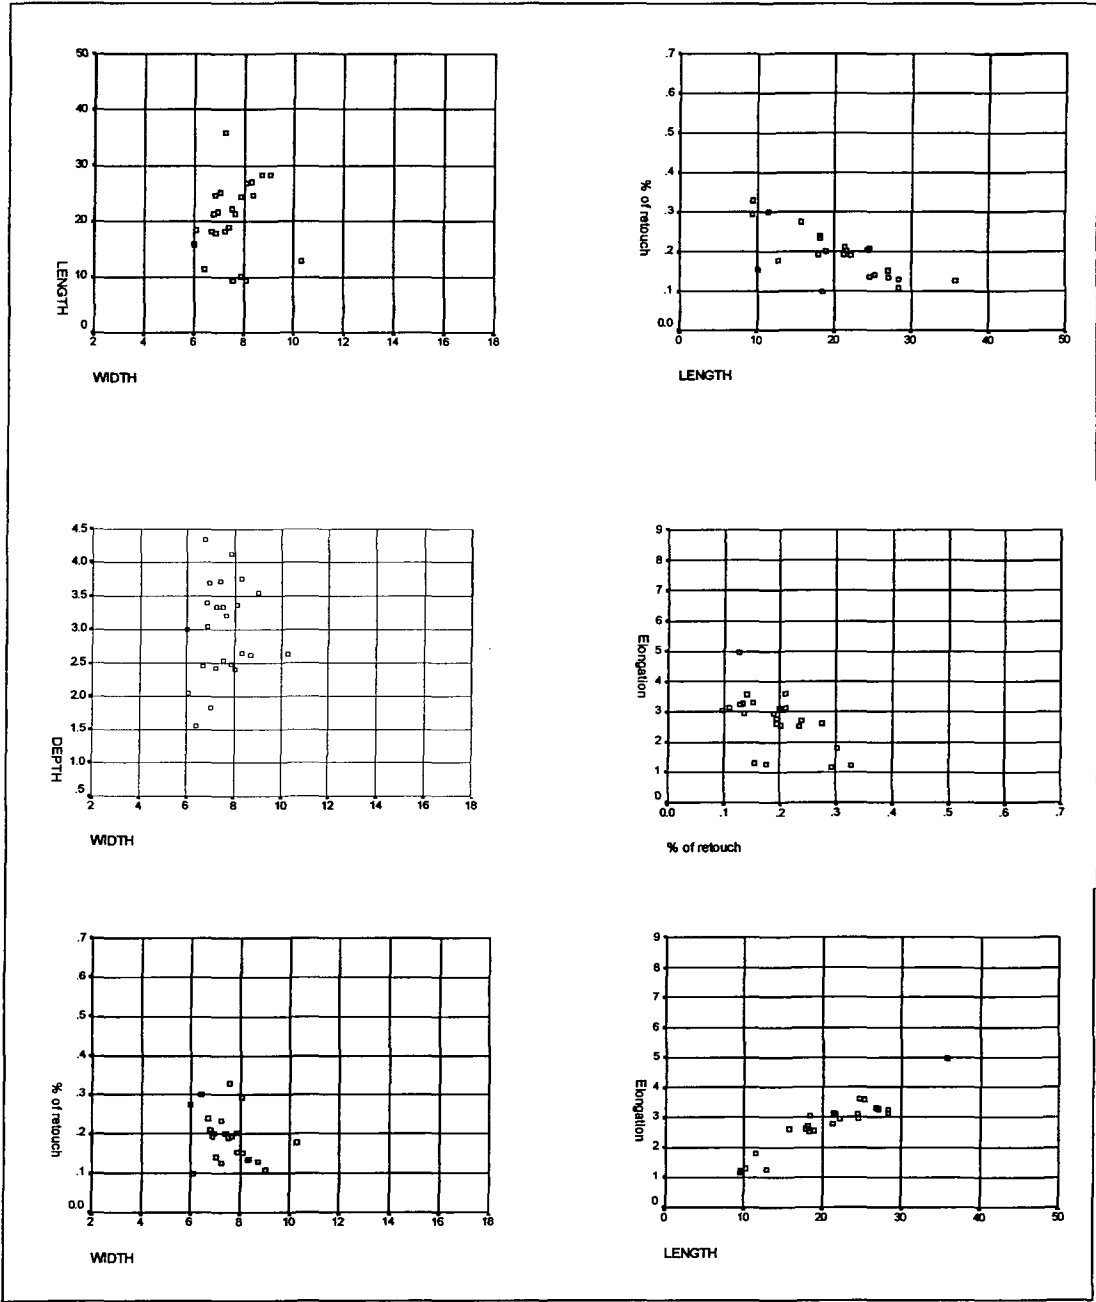 50
40
30
20
10
0
LENGTH
2 4 6 8 10 12 14 16 18
WIDTH
.7
.6
.5
.4
.3
.2
.1
0.0
% of retouch
0 10 20 30 40 50
LENGTH
4.5
4.0
3.5
3.0
2.5
2.0
1.5
1.0
.5
DEPTH
2 4 6 8 10 12 14 16 18
WIDTH
9
8
7
6
5
4
3
2
1
0
Elongation
0.0 .1 .2 .3 .4 .5 .6 .7
% of retouch
.7
.6
.5
.4
.3
.2
.1
0.0
% of retouch
2 4 6 8 10 12 14 16 18
WIDTH
9
8
7
6
5
4
3
2
1
0
Elongation
0 10 20 30 40 50
LENGTH